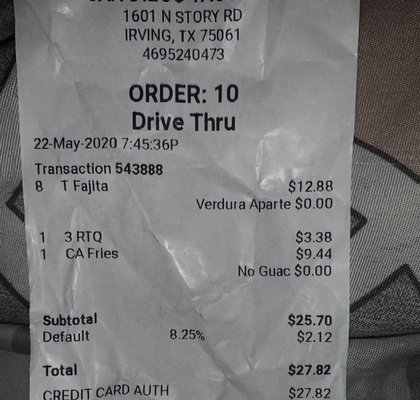 1601 N STORY RD
IRVING, TX 75061
4695240473
ORDER: 10
Drive Thru
22-May-2020 7:45:36P
Transaction 543888
8 T Fajita $12.88
Verdura Aparte $0.00
1 3 RTQ $3.38
1 CA Fries $9.44
No Guac $0.00
Subtotal $25.70
Default 8.25% $2.12
Total $27.82
CREDIT CARD AUTH $27.82